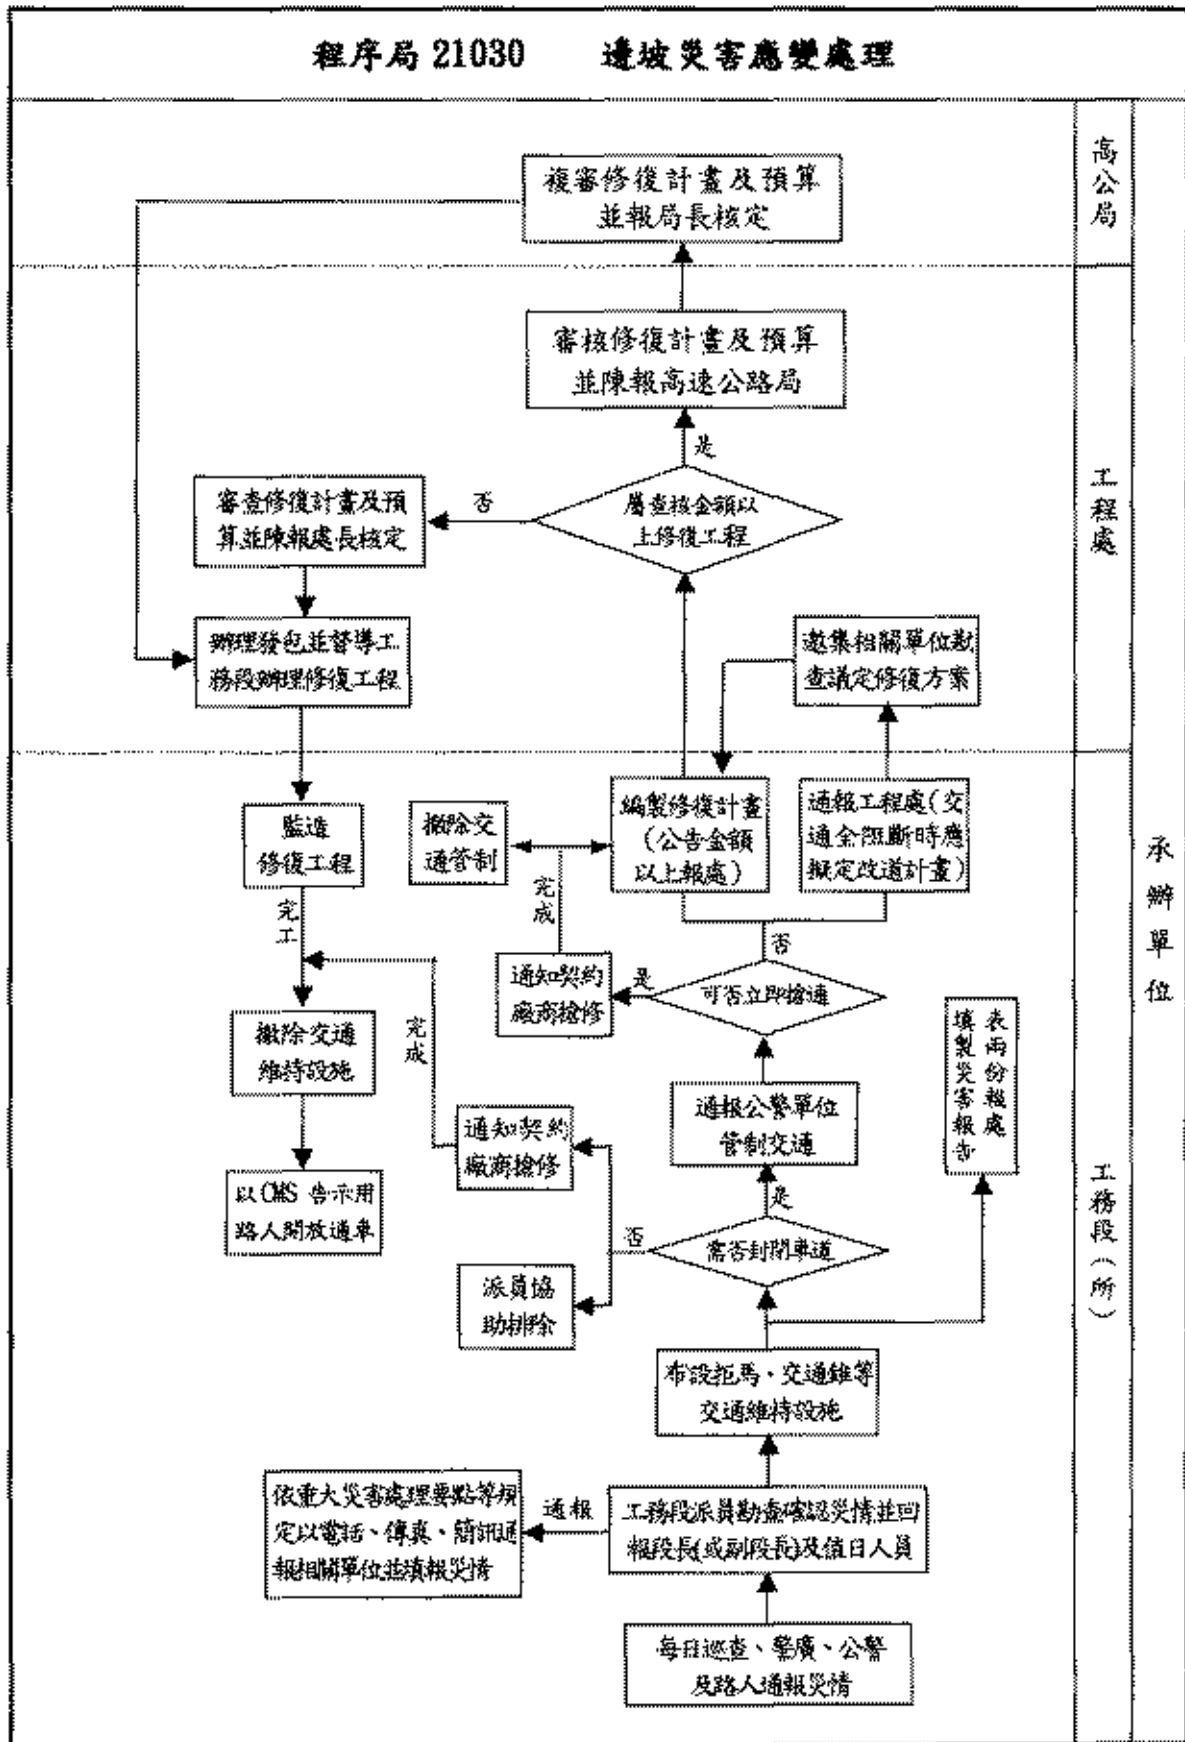 程序局 21030 邊坡災害應變處理
高公局
複審修復計畫及預算
並報局長核定
工程處
審核修復計畫及預算
並陳報高速公路局
是
屬查核金額以
上修復工程
否
審查修復計畫及預
算並陳報處長核定
辦理發包並督導工
務段辦理修復工程
邀集相關單位勘
查議定修復方案
承辦單位
工務段(所)
監造
修復工程
完工
撤除交
通管制
完成
編製修復計畫
(公告金額
以上報處)
通報工程處(交
通全阻斷時應
擬定改道計畫)
否
通知契約
廠商搶修
是
可否立即搶通
撤除交通
維持設施
完成
填製災害報告
表兩份報處
通報公警單位
管制交通
通知契約
廠商搶修
是
以CMS 告示用
路人開放通車
否
需否封閉車道
派員協
助排除
布設拒馬、交通錐等
交通維持設施
依重大災害處理要點等規
定以電話、傳真、簡訊通
報相關單位並填報災情
通報
工務段派員勘查確認災情並回
報段長(或副段長)及值日人員
每日巡查、警廣、公警
及路人通報災情